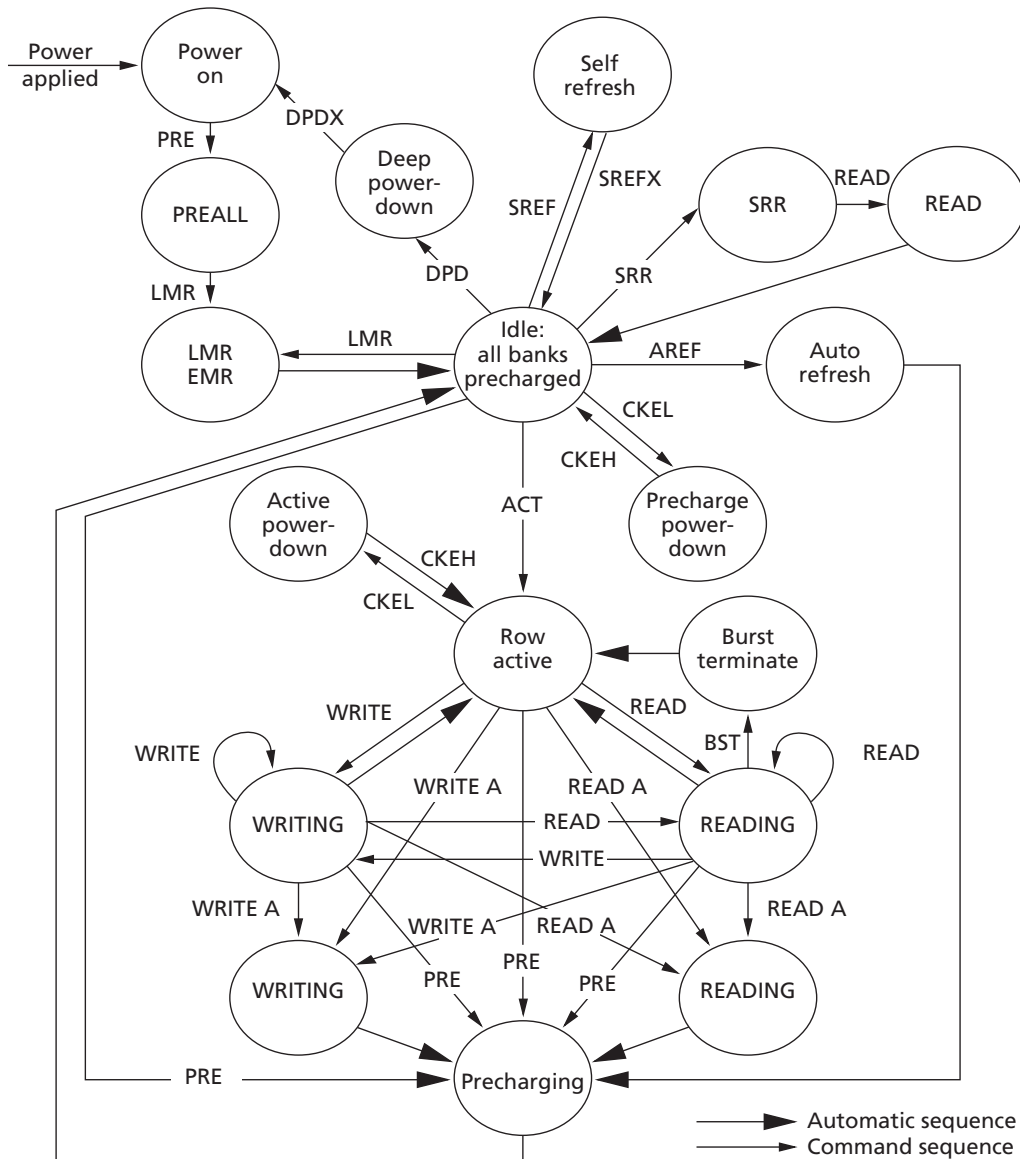 Power
applied
Power
on
Self
refresh
DPDX
PRE
Deep
power-
down
SREFX
READ
PREALL
SREF
SRR
READ
DPD
SRR
LMR
Idle:
all banks
precharged
LMR
LMR
EMR
AREF
Auto
refresh
CKEL
CKEH
Active
power-
down
ACT
Precharge
power-
down
CKEH
CKEL
Row
active
Burst
terminate
WRITE
READ
WRITE
BST
READ
WRITE A
READ A
WRITING
READ
READING
WRITE
WRITE A
WRITE A
READ A
READ A
WRITING
PRE
PRE
PRE
READING
PRE
Precharging
Automatic sequence
Command sequence